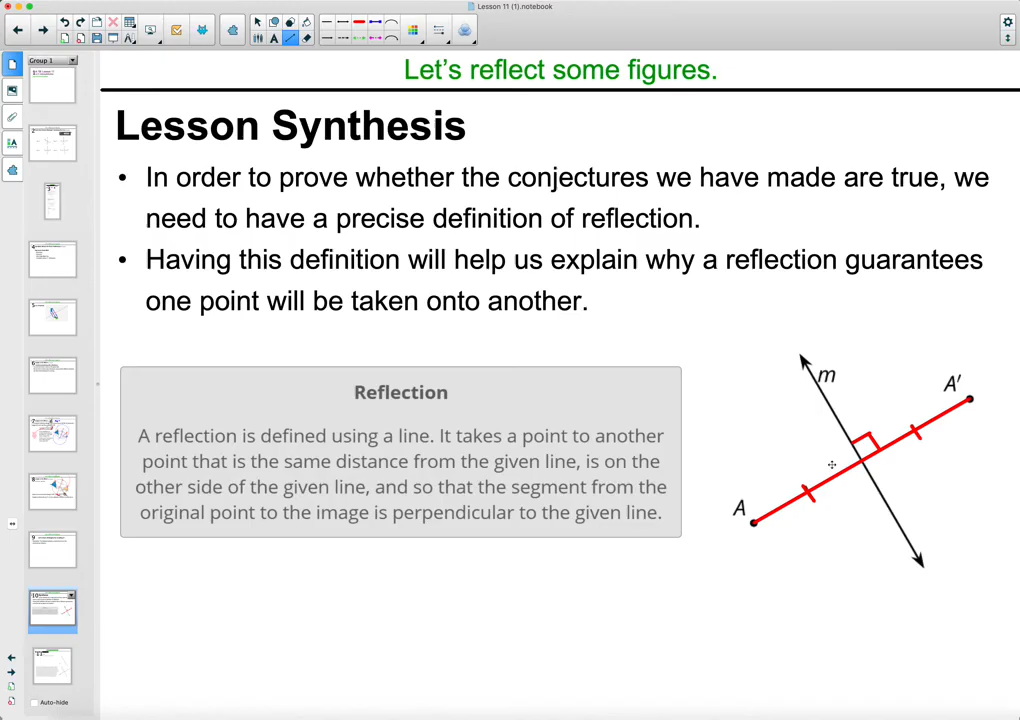 Lesson 11 (1).notebook
Group 1
Let's reflect some figures.
Lesson Synthesis
• In order to prove whether the conjectures we have made are true, we
need to have a precise definition of reflection.
• Having this definition will help us explain why a reflection guarantees
one point will be taken onto another.
Reflection
A reflection is defined using a line. It takes a point to another
point that is the same distance from the given line, is on the
other side of the given line, and so that the segment from the
original point to the image is perpendicular to the given line.
m
A′
A
Auto-hide